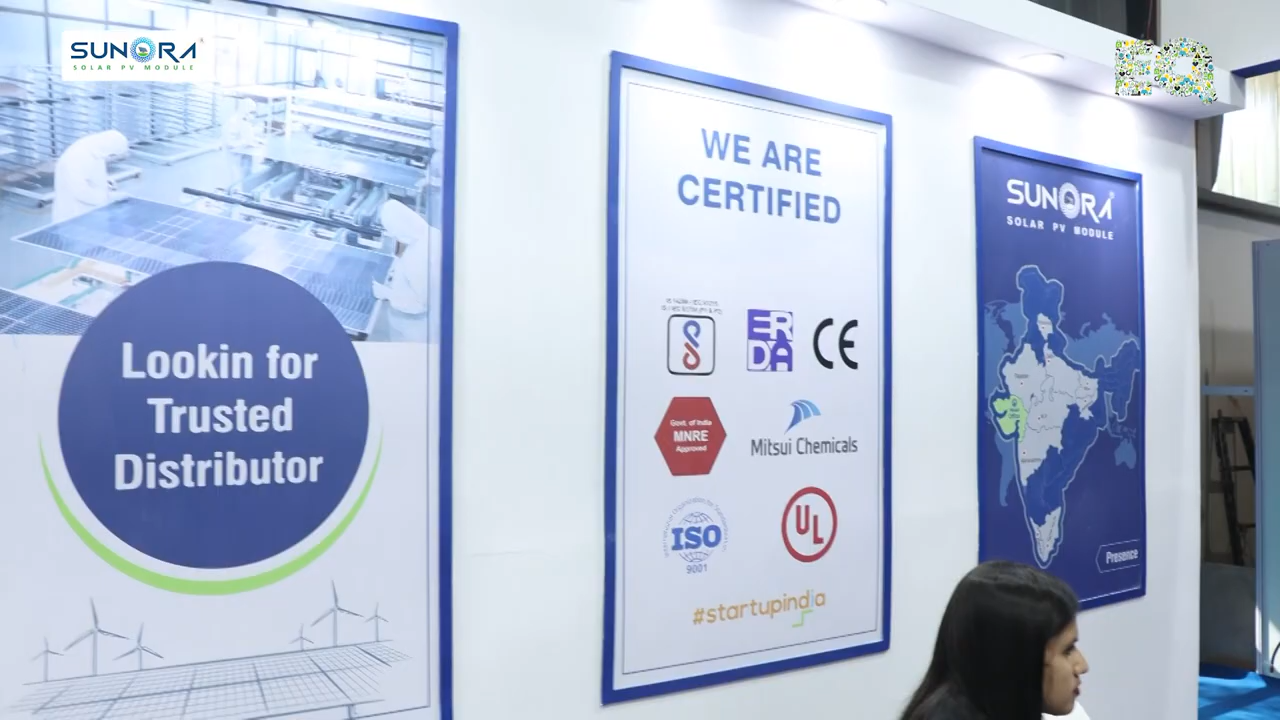 SUNORA
SOLAR PV MODULE
EQ
Lookin for
Trusted
Distributor
WE ARE
CERTIFIED
ERDA
CE
Govt. of India
MNRE
Approved
Mitsui Chemicals
ISO
9001
UL
#startupindia
SUNORA
SOLAR PV MODULE
Presence